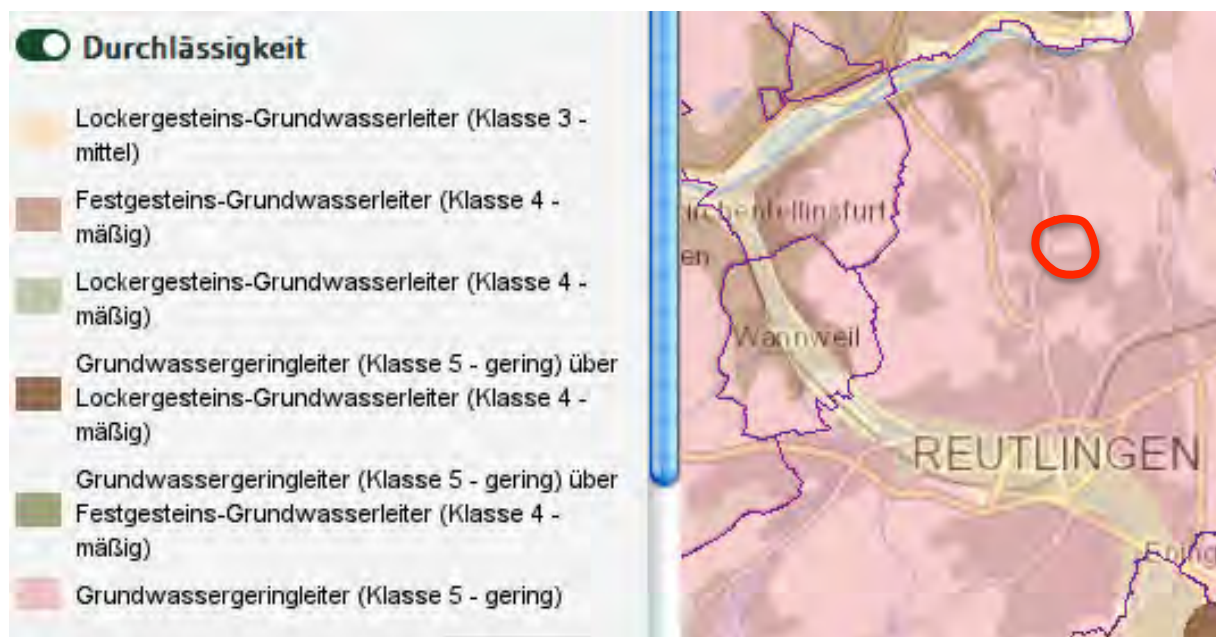 Durchlässigkeit
Lockergesteins-Grundwasserleiter (Klasse 3 -
mittel)
Festgesteins-Grundwasserleiter (Klasse 4 -
mäßig)
Lockergesteins-Grundwasserleiter (Klasse 4 -
mäßig)
Grundwassergeringleiter (Klasse 5 - gering) über
Lockergesteins-Grundwasserleiter (Klasse 4 -
mäßig)
Grundwassergeringleiter (Klasse 5 - gering) über
Festgesteins-Grundwasserleiter (Klasse 4 -
mäßig)
Grundwassergeringleiter (Klasse 5 - gering)
en
Wannweil
REUTLINGEN